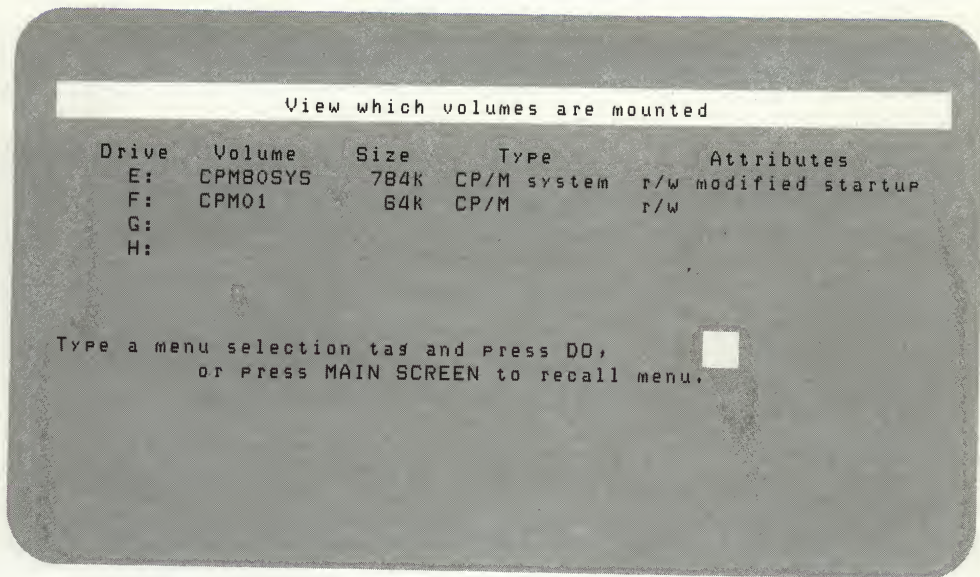 View which volumes are mounted
Drive Volume Size Type Attributes
E: CPM80SYS 784K CP/M system r/w modified startup
F: CPM01 64K CP/M r/w
G:
H:
Type a menu selection tag and press DO,
or press MAIN SCREEN to recall menu.